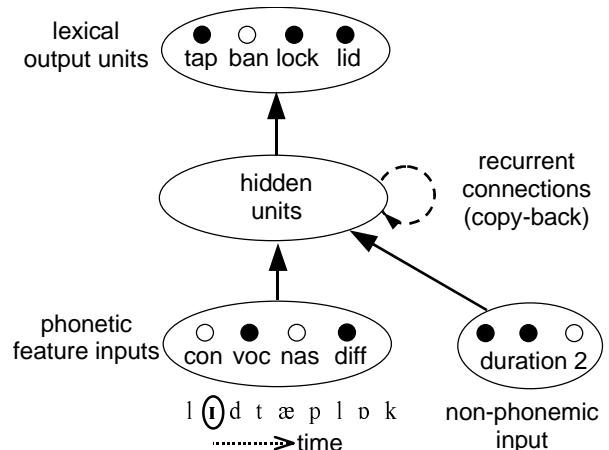 lexical
output units
tap ban lock lid
hidden
units
recurrent
connections
(copy-back)
phonetic
feature inputs
con voc nas diff
duration 2
l ɪ d t æ p l ɒ k
time
non-phonemic
input